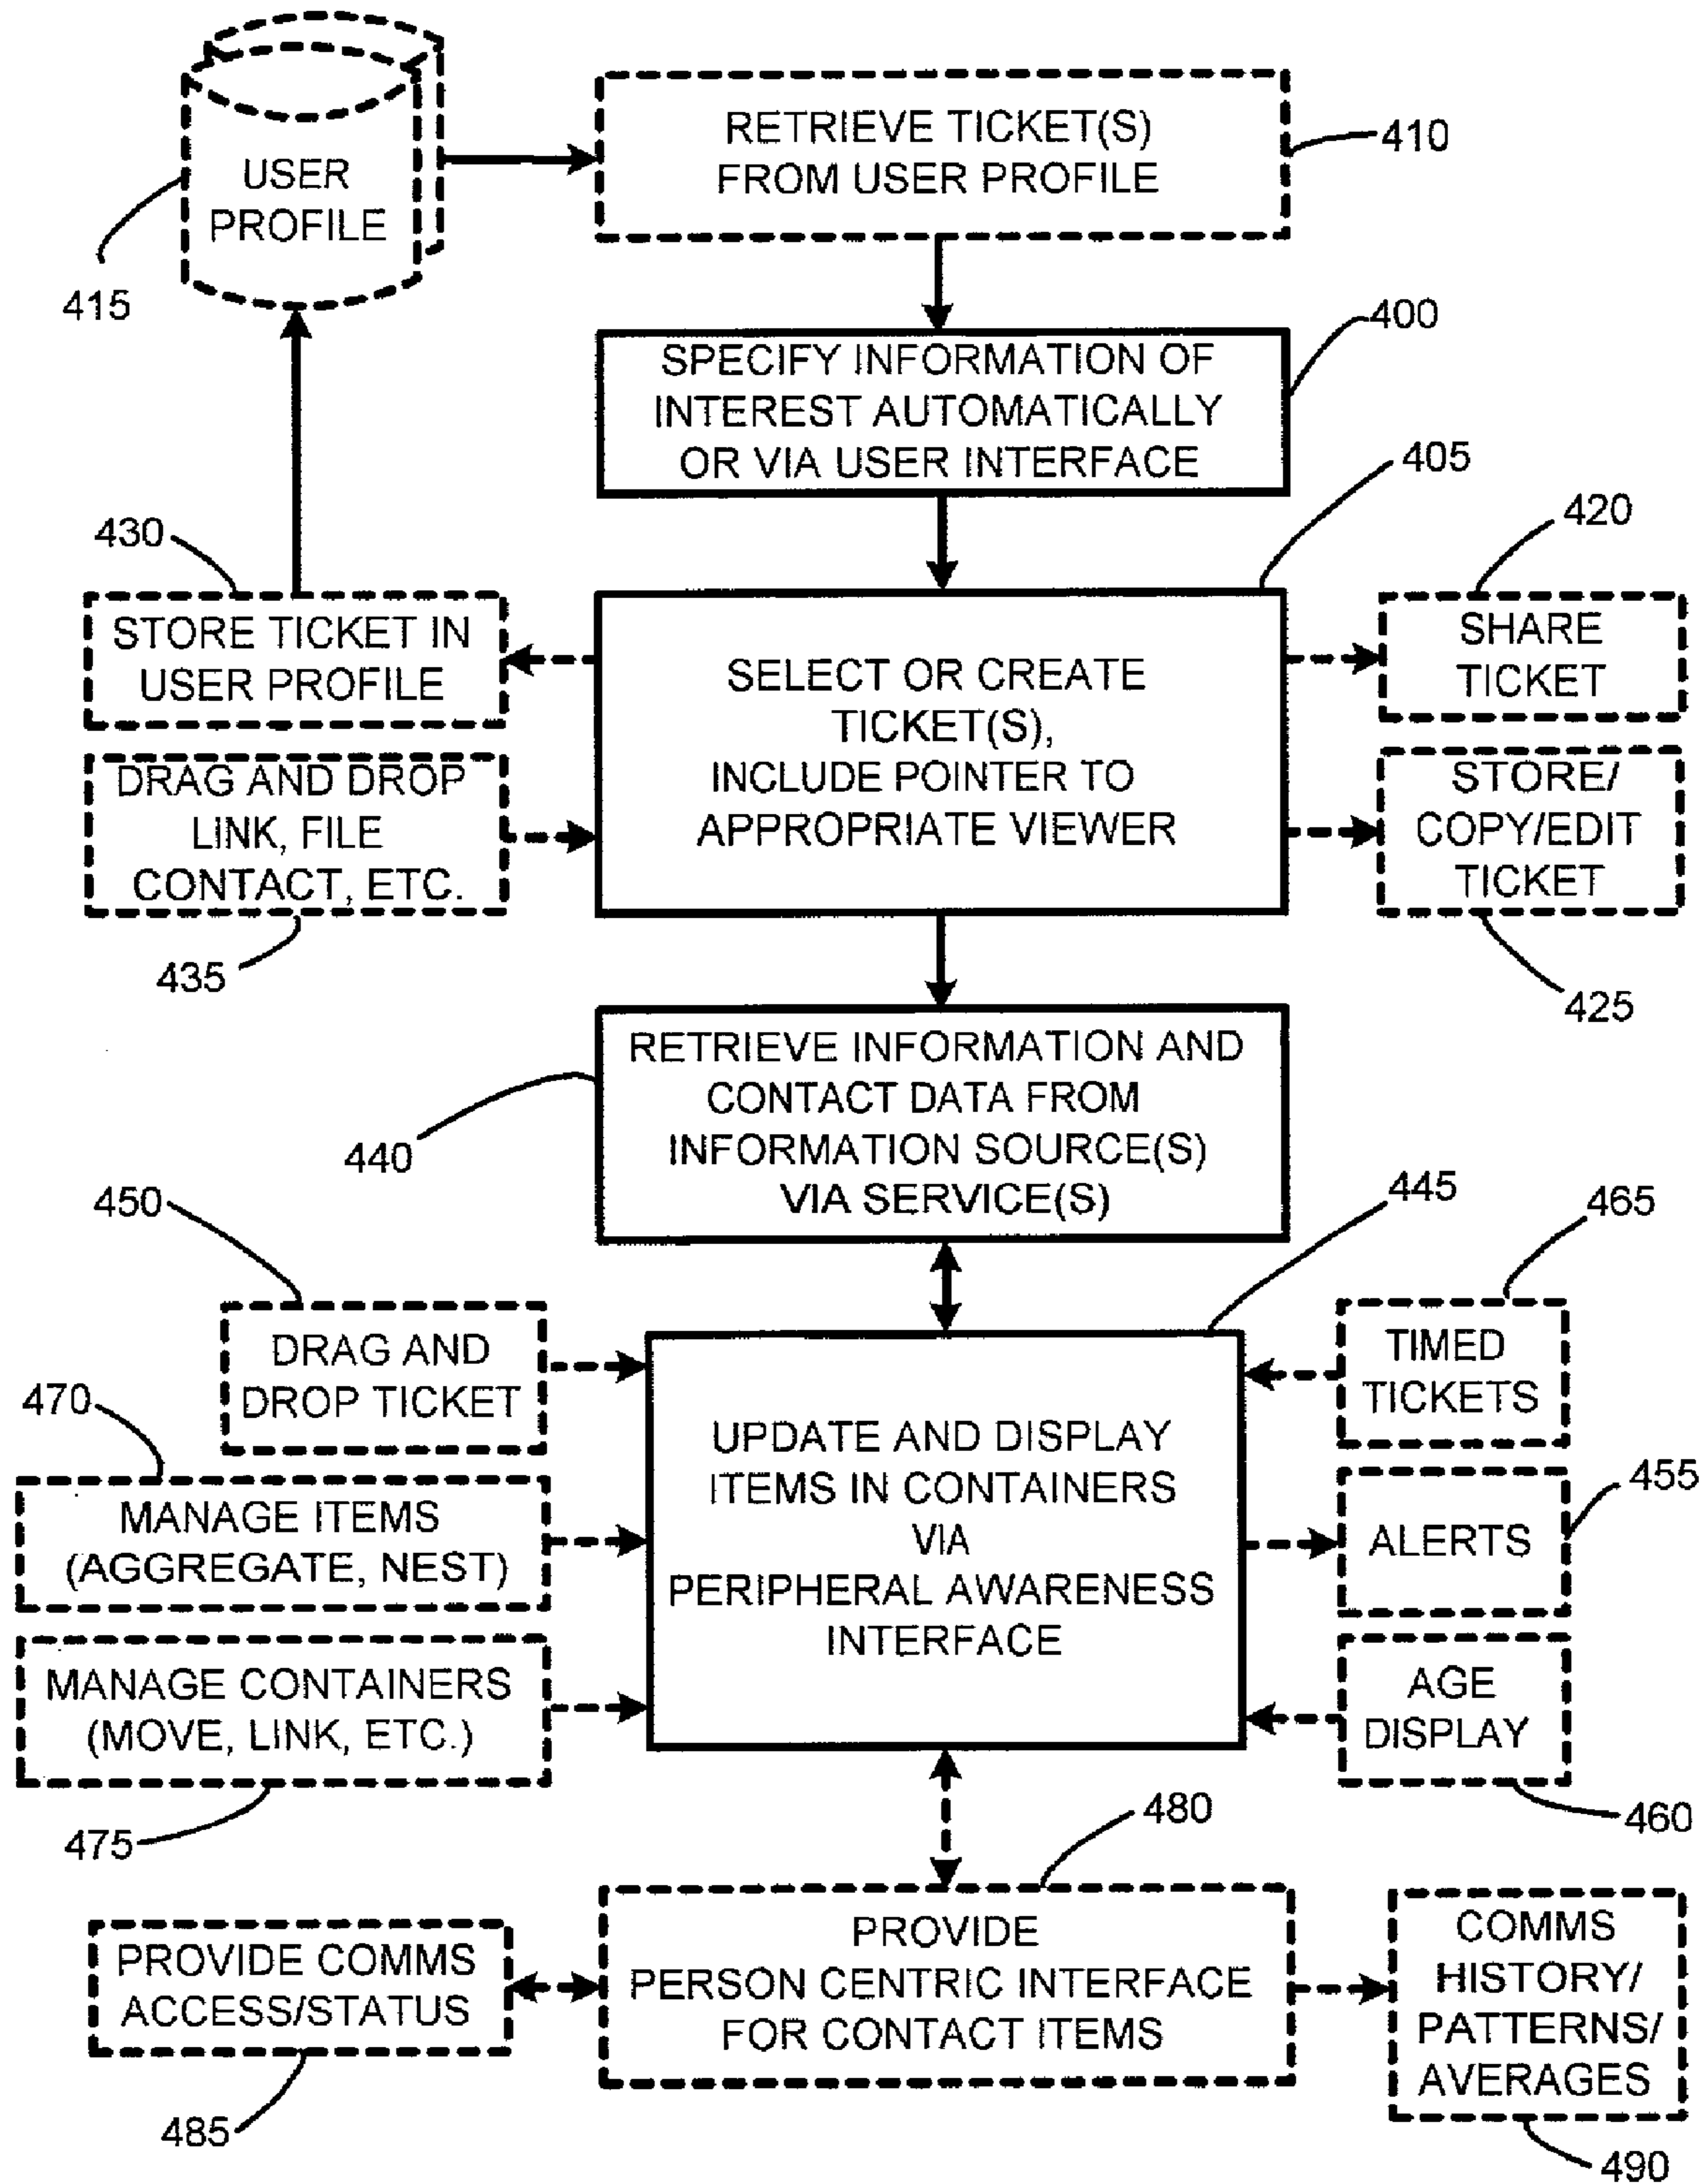 USER
PROFILE
415
RETRIEVE TICKET(S)
FROM USER PROFILE
410
400
SPECIFY INFORMATION OF
INTEREST AUTOMATICALLY
OR VIA USER INTERFACE
405
430
STORE TICKET IN
USER PROFILE
420
SHARE
TICKET
SELECT OR CREATE
TICKET(S),
INCLUDE POINTER TO
APPROPRIATE VIEWER
DRAG AND DROP
LINK, FILE
CONTACT, ETC.
435
STORE/
COPY/EDIT
TICKET
425
RETRIEVE INFORMATION AND
CONTACT DATA FROM
INFORMATION SOURCE(S)
VIA SERVICE(S)
440
445
450
DRAG AND
DROP TICKET
465
TIMED
TICKETS
470
MANAGE ITEMS
(AGGREGATE, NEST)
UPDATE AND DISPLAY
ITEMS IN CONTAINERS
VIA
PERIPHERAL AWARENESS
INTERFACE
455
ALERTS
MANAGE CONTAINERS
(MOVE, LINK, ETC.)
475
AGE
DISPLAY
460
480
PROVIDE
PERSON CENTRIC INTERFACE
FOR CONTACT ITEMS
PROVIDE COMMS
ACCESS/STATUS
485
COMMS
HISTORY/
PATTERNS/
AVERAGES
490